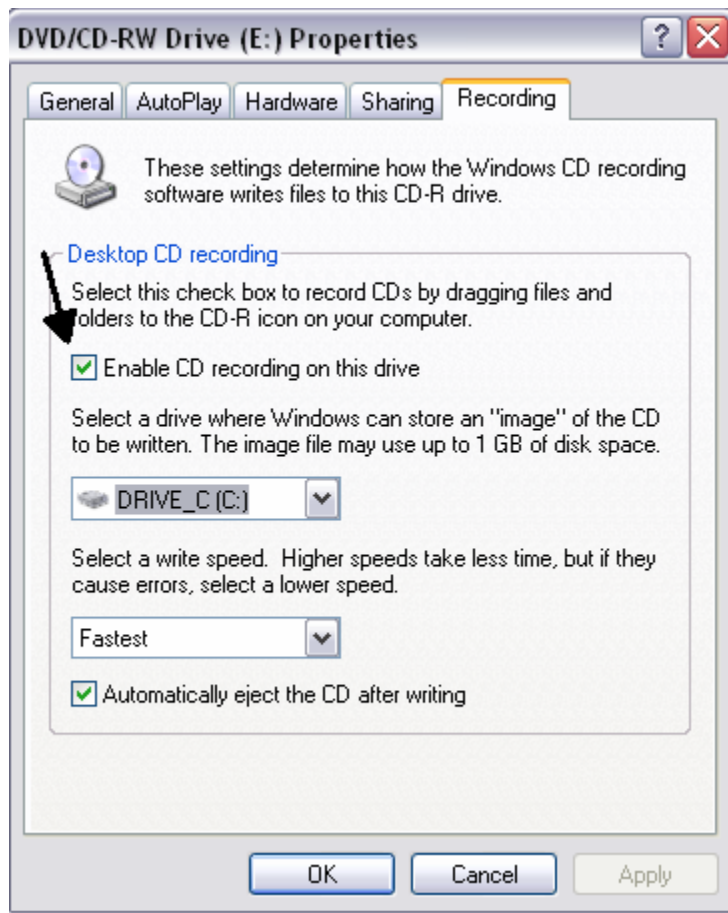 DVD/CD-RW Drive (E:) Properties
General AutoPlay Hardware Sharing Recording
These settings determine how the Windows CD recording
software writes files to this CD-R drive.
Desktop CD recording
Select this check box to record CDs by dragging files and
folders to the CD-R icon on your computer.
Enable CD recording on this drive
Select a drive where Windows can store an "image" of the CD
to be written. The image file may use up to 1 GB of disk space.
DRIVE_C (C:)
Select a write speed. Higher speeds take less time, but if they
cause errors, select a lower speed.
Fastest
Automatically eject the CD after writing
OK Cancel Apply